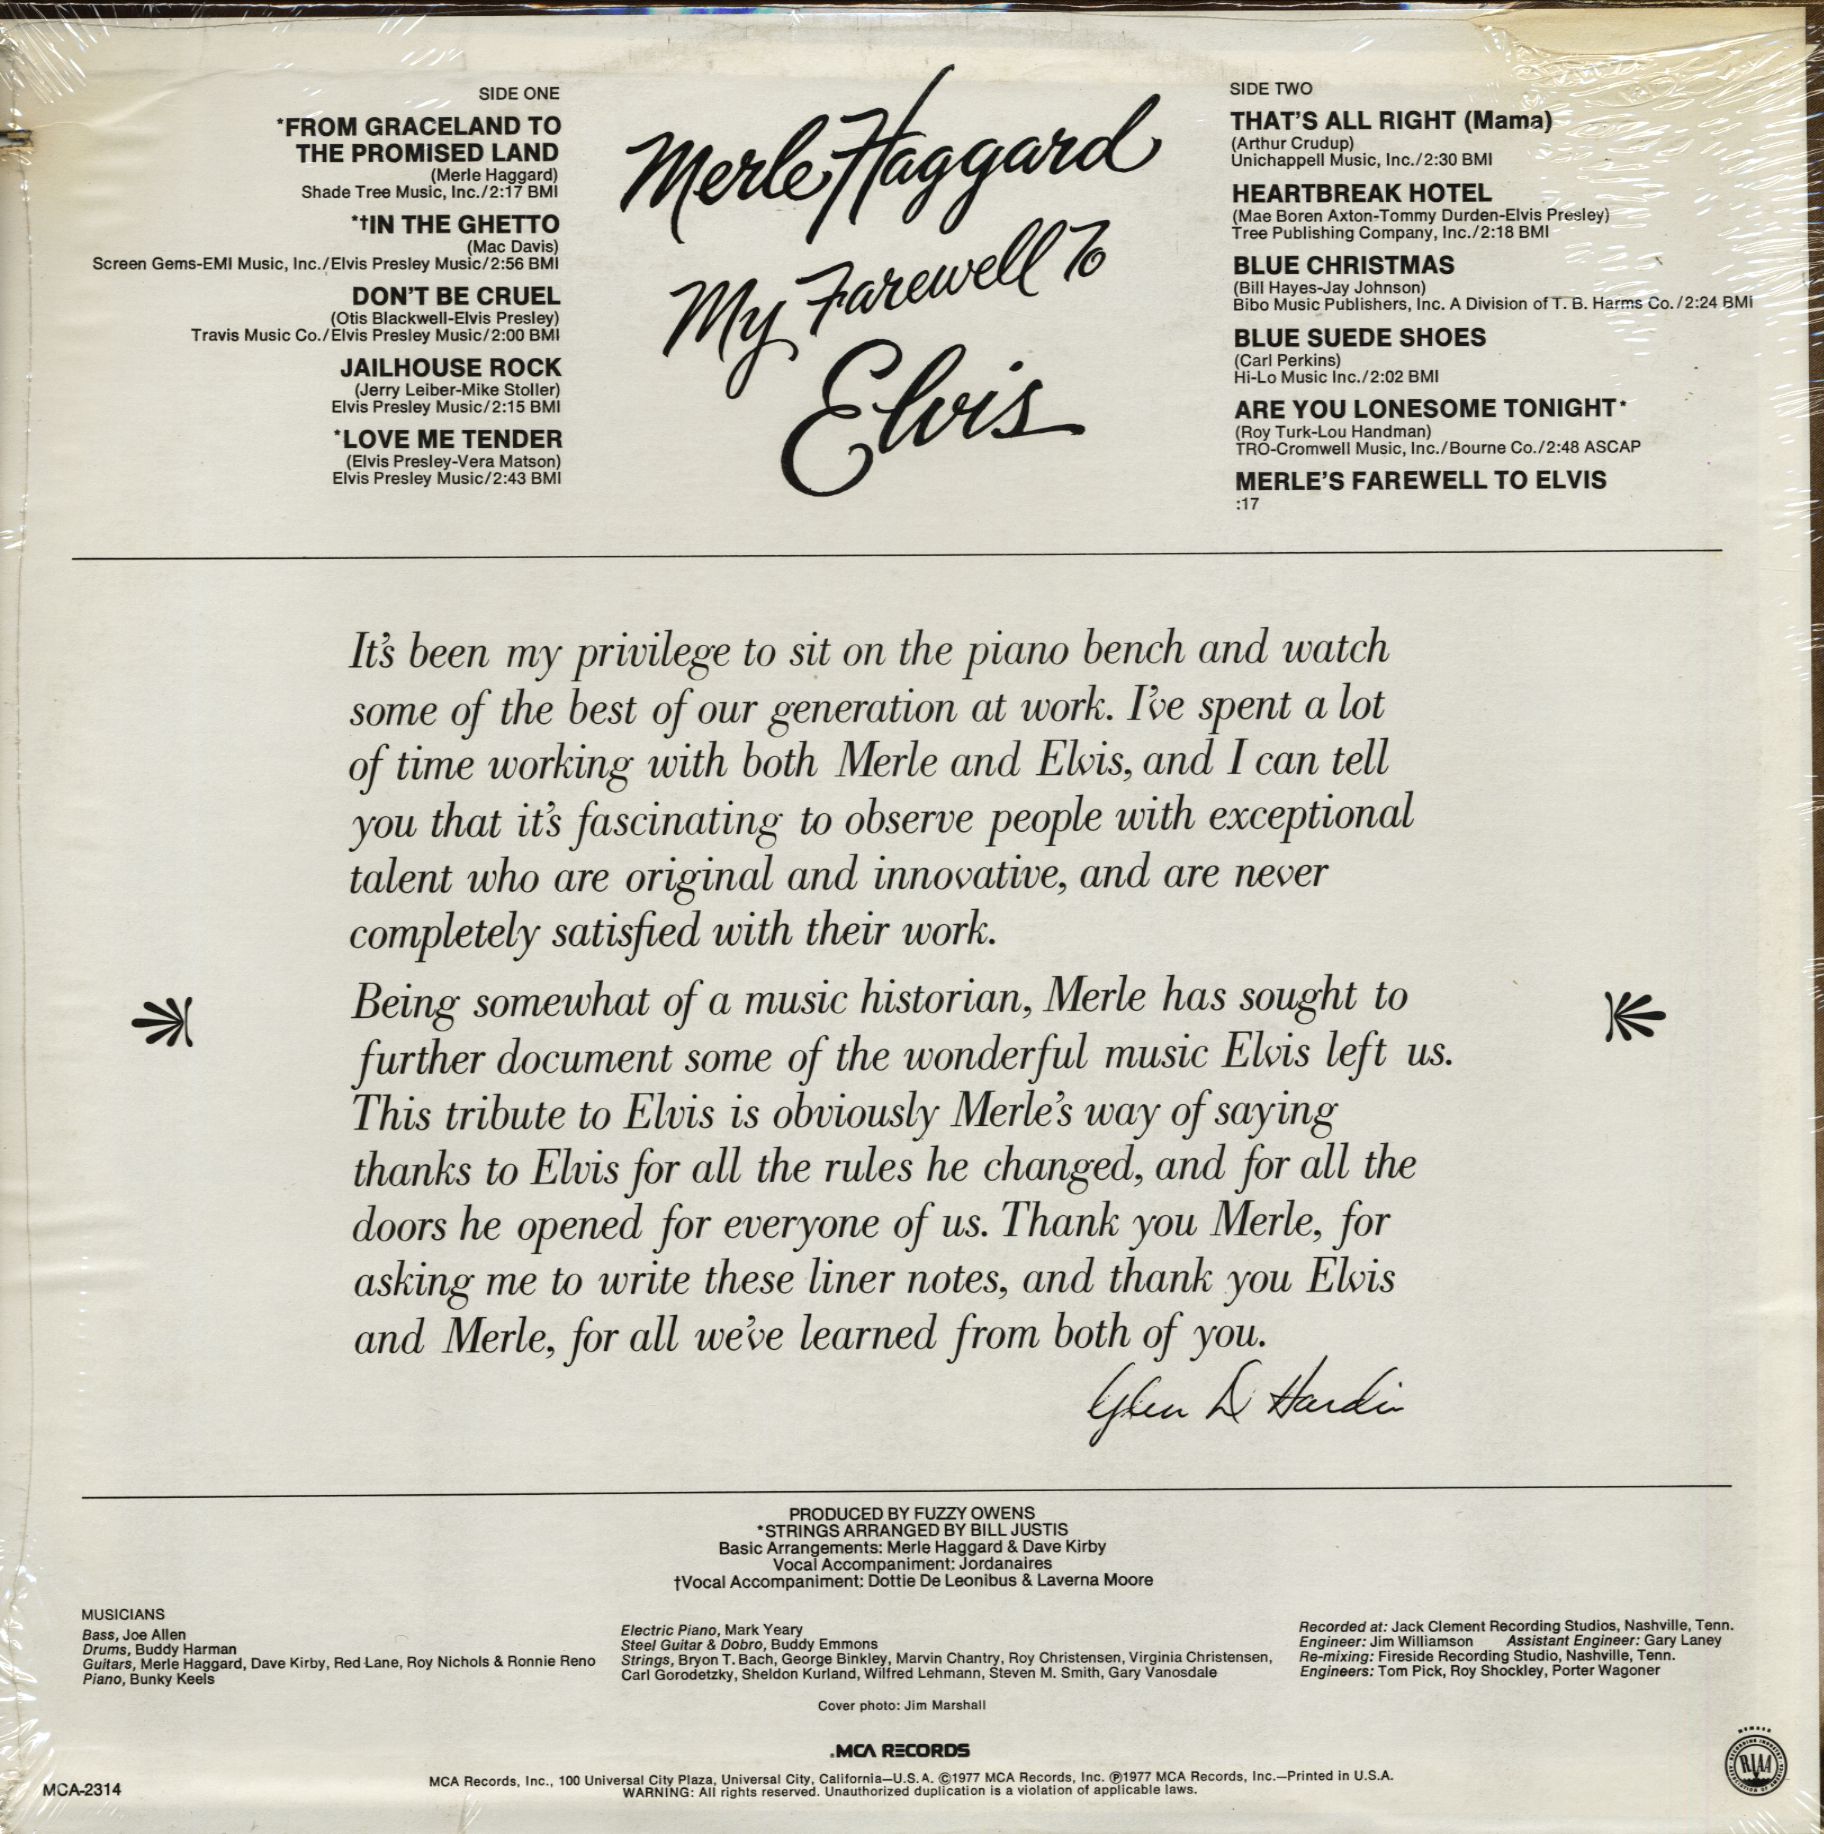 SIDE ONE
*FROM GRACELAND TO
THE PROMISED LAND
(Merle Haggard)
Shade Tree Music, Inc./2:17 BMI
*†IN THE GHETTO
(Mac Davis)
Screen Gems-EMI Music, Inc./Elvis Presley Music/2:56 BMI
DON'T BE CRUEL
(Otis Blackwell-Elvis Presley)
Travis Music Co./Elvis Presley Music/2:00 BMI
JAILHOUSE ROCK
(Jerry Leiber-Mike Stoller)
Elvis Presley Music/2:15 BMI
*LOVE ME TENDER
(Elvis Presley-Vera Matson)
Elvis Presley Music/2:43 BMI
Merle Haggard
My Farewell To
Elvis
SIDE TWO
THAT'S ALL RIGHT (Mama)
(Arthur Crudup)
Unichappell Music, Inc./2:30 BMI
HEARTBREAK HOTEL
(Mae Boren Axton-Tommy Durden-Elvis Presley)
Tree Publishing Company, Inc./2:18 BMI
BLUE CHRISTMAS
(Bill Hayes-Jay Johnson)
Bibo Music Publishers, Inc. A Division of T. B. Harms Co./2:24 BMI
BLUE SUEDE SHOES
(Carl Perkins)
Hi-Lo Music Inc./2:02 BMI
ARE YOU LONESOME TONIGHT*
(Roy Turk-Lou Handman)
TRO-Cromwell Music, Inc./Bourne Co./2:48 ASCAP
MERLE'S FAREWELL TO ELVIS
:17
It's been my privilege to sit on the piano bench and watch
some of the best of our generation at work. I've spent a lot
of time working with both Merle and Elvis, and I can tell
you that it's fascinating to observe people with exceptional
talent who are original and innovative, and are never
completely satisfied with their work.
Being somewhat of a music historian, Merle has sought to
further document some of the wonderful music Elvis left us.
This tribute to Elvis is obviously Merle's way of saying
thanks to Elvis for all the rules he changed, and for all the
doors he opened for everyone of us. Thank you Merle, for
asking me to write these liner notes, and thank you Elvis
and Merle, for all we've learned from both of you.
Glen D Hardin
PRODUCED BY FUZZY OWENS
*STRINGS ARRANGED BY BILL JUSTIS
Basic Arrangements: Merle Haggard & Dave Kirby
Vocal Accompaniment: Jordanaires
†Vocal Accompaniment: Dottie De Leonibus & Laverna Moore
MUSICIANS
Bass, Joe Allen
Drums, Buddy Harman
Guitars, Merle Haggard, Dave Kirby, Red Lane, Roy Nichols & Ronnie Reno
Piano, Bunky Keels
Electric Piano, Mark Yeary
Steel Guitar & Dobro, Buddy Emmons
Strings, Bryon T. Bach, George Binkley, Marvin Chantry, Roy Christensen, Virginia Christensen,
Carl Gorodetzky, Sheldon Kurland, Wilfred Lehmann, Steven M. Smith, Gary Vanosdale
Recorded at: Jack Clement Recording Studios, Nashville, Tenn.
Engineer: Jim Williamson Assistant Engineer: Gary Laney
Re-mixing: Fireside Recording Studio, Nashville, Tenn.
Engineers: Tom Pick, Roy Shockley, Porter Wagoner
Cover photo: Jim Marshall
MCA RECORDS
MCA-2314
MCA Records, Inc., 100 Universal City Plaza, Universal City, California—U.S.A. ©1977 MCA Records, Inc. ℗1977 MCA Records, Inc.—Printed in U.S.A.
WARNING: All rights reserved. Unauthorized duplication is a violation of applicable laws.
MEMBER
RECORDING INDUSTRY
RIAA
ASSOCIATION OF AMERICA